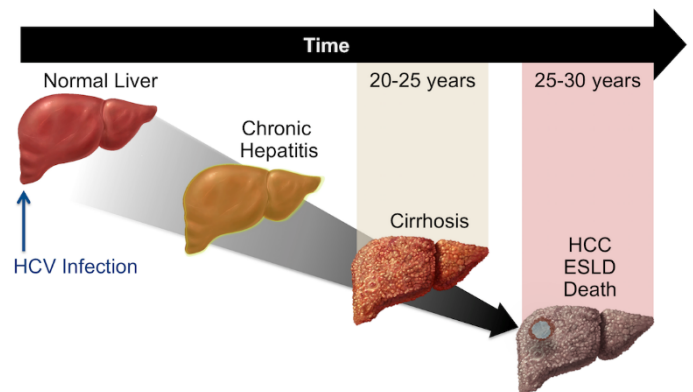 Time
Normal Liver
20-25 years
25-30 years
Chronic
Hepatitis
Cirrhosis
HCV Infection
HCC
ESLD
Death